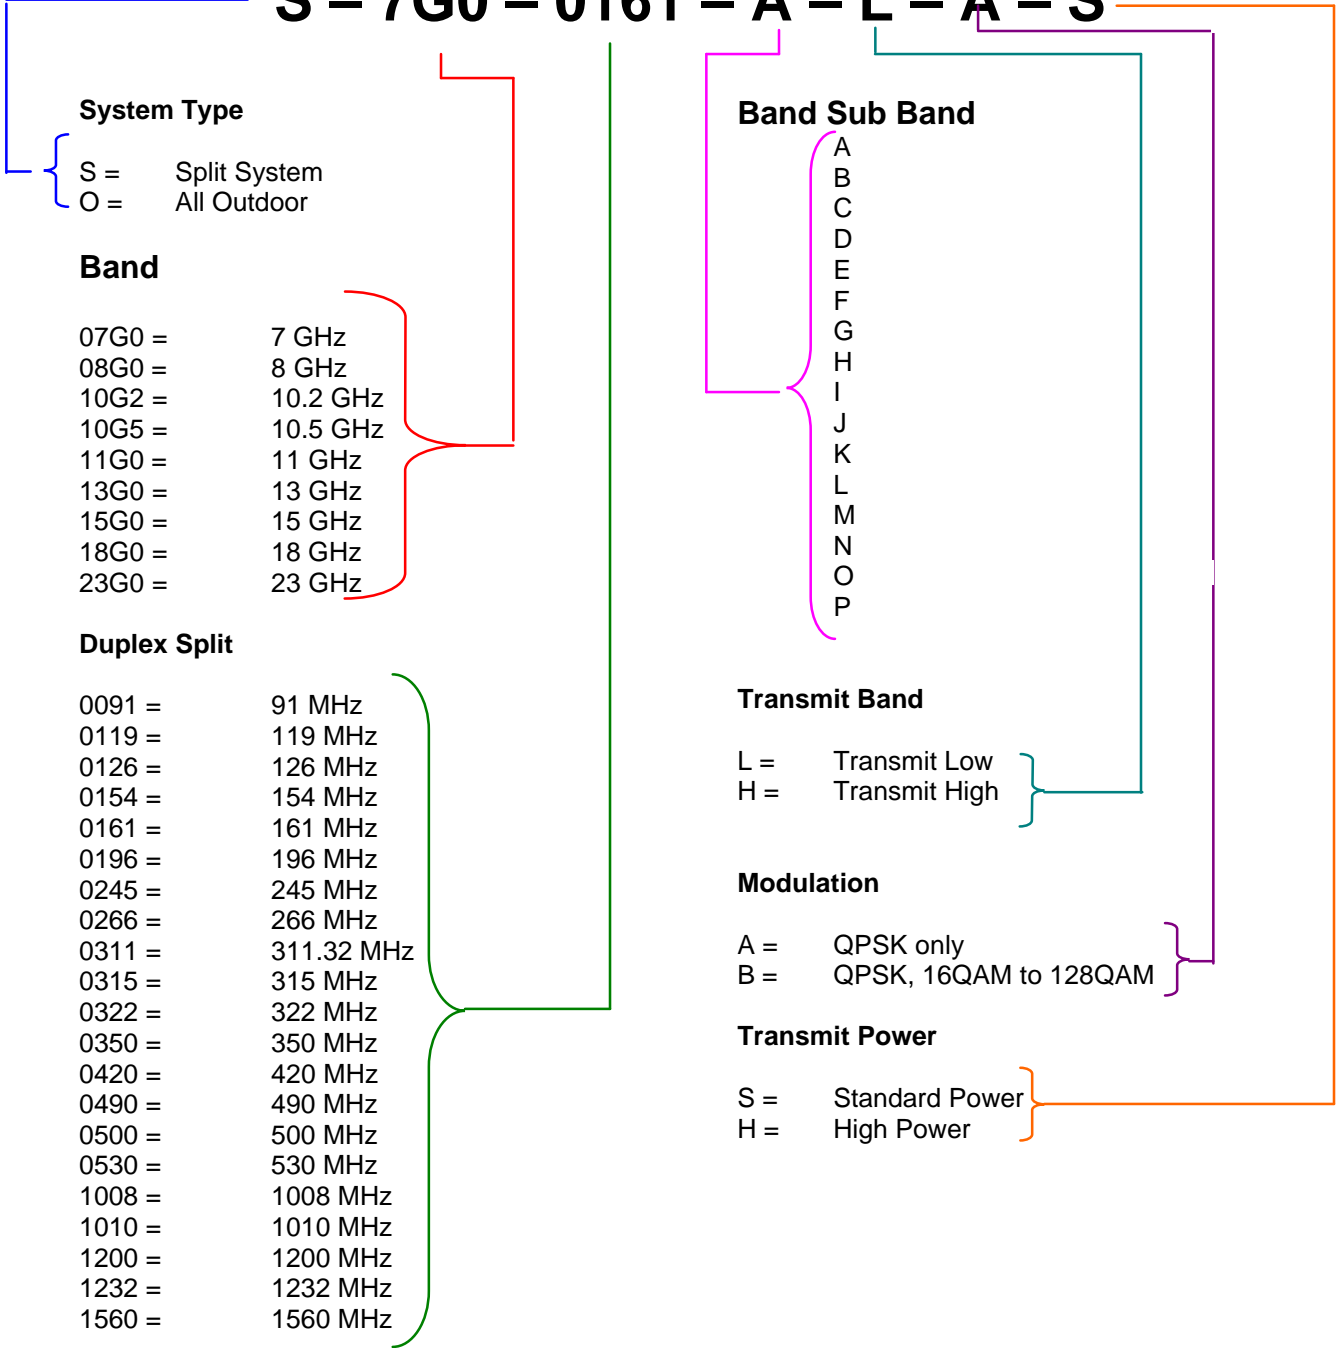 S – 7G0 – 0161 – A – L – A – S
System Type
S = Split System
O = All Outdoor
Band
07G0 = 7 GHz
08G0 = 8 GHz
10G2 = 10.2 GHz
10G5 = 10.5 GHz
11G0 = 11 GHz
13G0 = 13 GHz
15G0 = 15 GHz
18G0 = 18 GHz
23G0 = 23 GHz
Duplex Split
0091 = 91 MHz
0119 = 119 MHz
0126 = 126 MHz
0154 = 154 MHz
0161 = 161 MHz
0196 = 196 MHz
0245 = 245 MHz
0266 = 266 MHz
0311 = 311.32 MHz
0315 = 315 MHz
0322 = 322 MHz
0350 = 350 MHz
0420 = 420 MHz
0490 = 490 MHz
0500 = 500 MHz
0530 = 530 MHz
1008 = 1008 MHz
1010 = 1010 MHz
1200 = 1200 MHz
1232 = 1232 MHz
1560 = 1560 MHz
Band Sub Band
A
B
C
D
E
F
G
H
I
J
K
L
M
N
O
P
Transmit Band
L = Transmit Low
H = Transmit High
Modulation
A = QPSK only
B = QPSK, 16QAM to 128QAM
Transmit Power
S = Standard Power
H = High Power